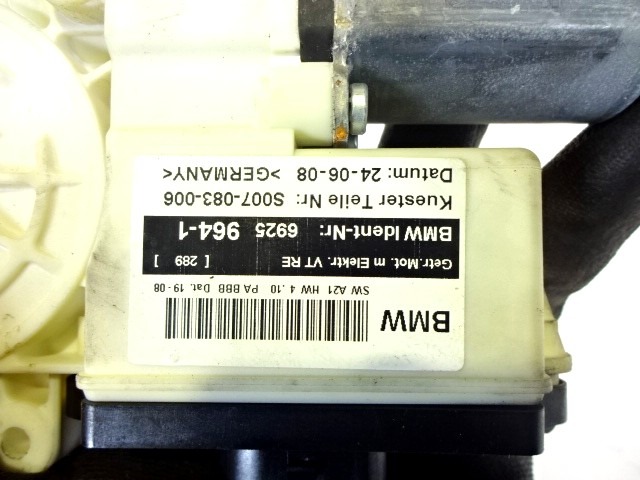 BMW
SW A21 HW 4.10 PA BBB Dat. 19-08
Getr.Mot. m Elektr. VT RE [ 289 ]
BMW Ident-Nr: 6925 964-1
Kuester Teile Nr: S007-083-006
Datum: 24-06-08 >GERMANY<